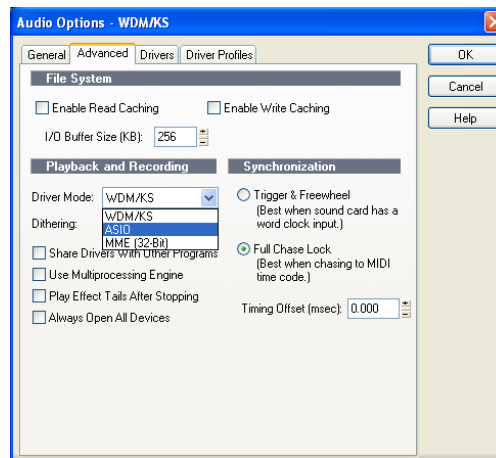 Audio Options - WDM/KS
General Advanced Drivers Driver Profiles
OK
Cancel
Help
File System
Enable Read Caching Enable Write Caching
I/O Buffer Size (KB): 256
Playback and Recording
Driver Mode: WDM/KS
WDM/KS
ASIO
MME (32-Bit)
Dithering:
Share Drivers With Other Programs
Use Multiprocessing Engine
Play Effect Tails After Stopping
Always Open All Devices
Synchronization
Trigger & Freewheel
(Best when sound card has a
word clock input.)
Full Chase Lock
(Best when chasing to MIDI
time code.)
Timing Offset (msec): 0.000